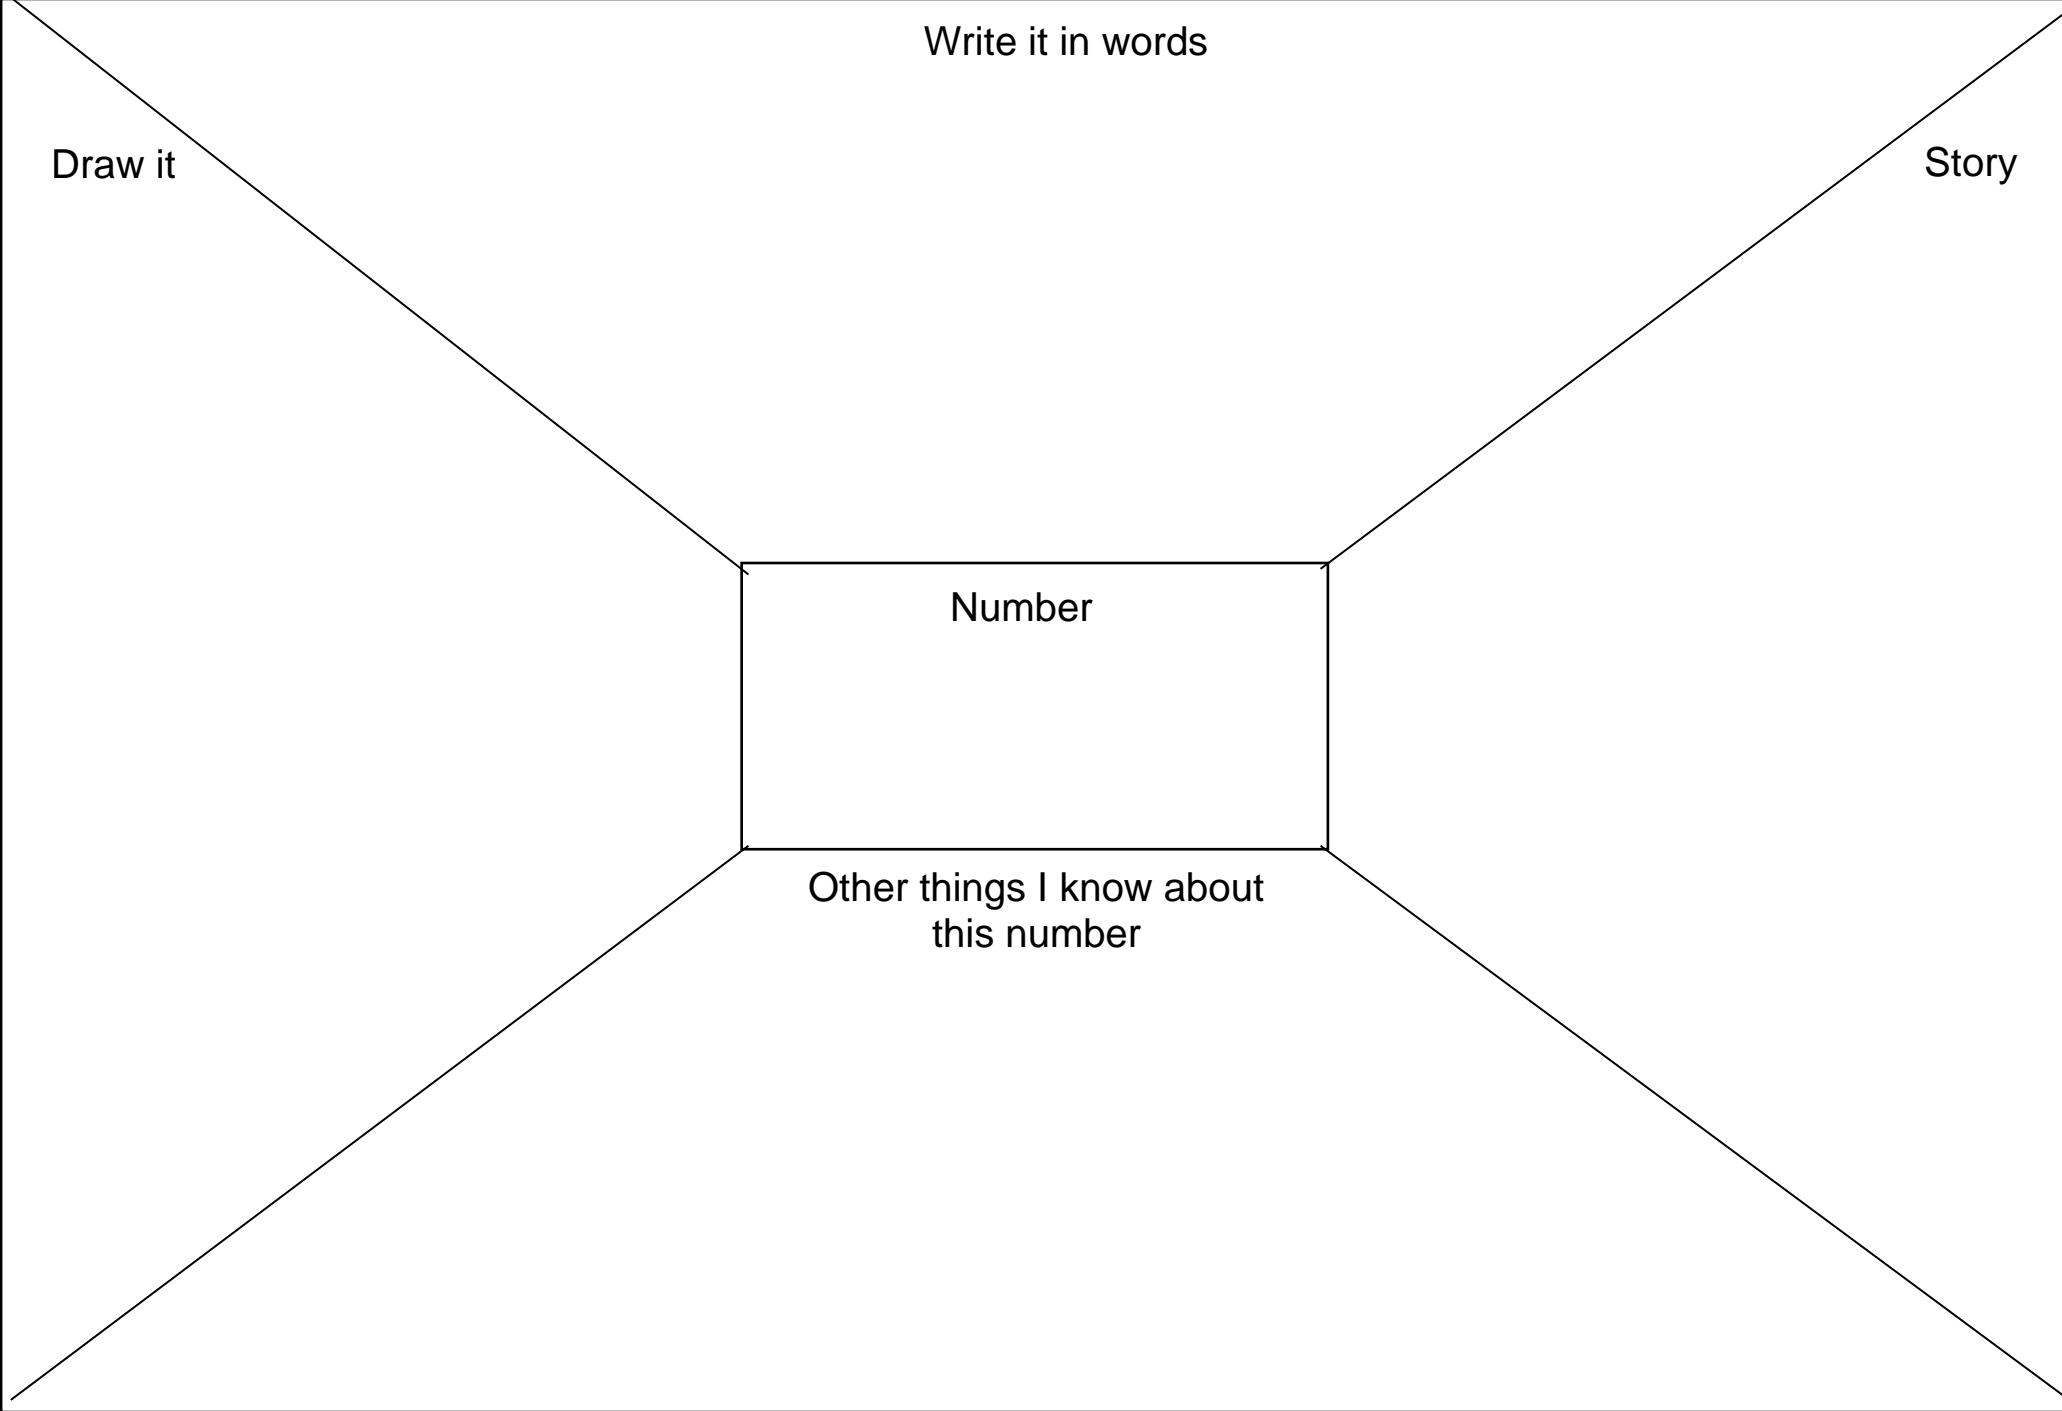 Write it in words
Draw it
Story
Number
Other things I know about
this number